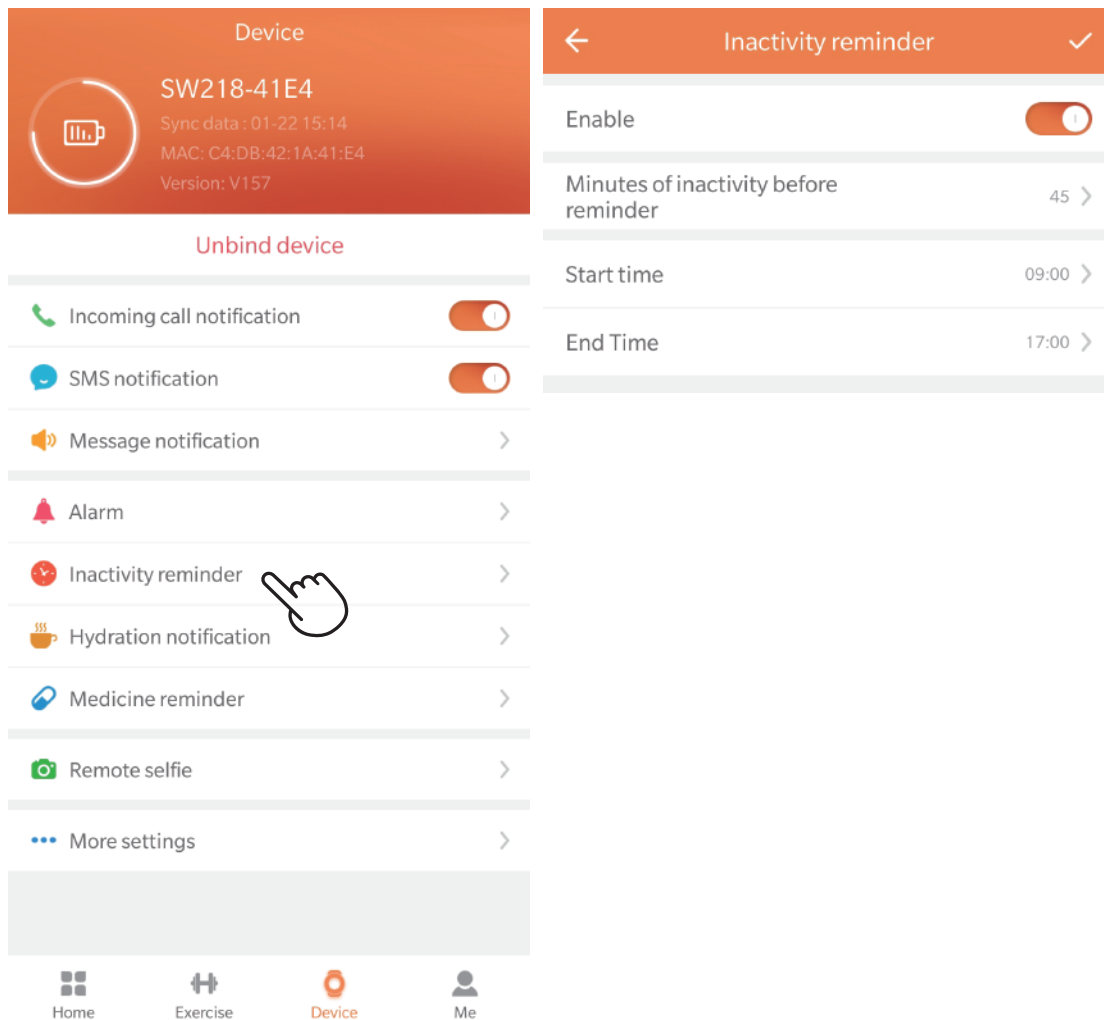 Device
SW218-41E4
Sync data : 01-22 15:14
MAC: C4:DB:42:1A:41:E4
Version: V157
Unbind device
Incoming call notification
SMS notification
Message notification
Alarm
Inactivity reminder
Hydration notification
Medicine reminder
Remote selfie
More settings
Home
Exercise
Device
Me
Inactivity reminder
Enable
Minutes of inactivity before
reminder
45
Start time
09:00
End Time
17:00